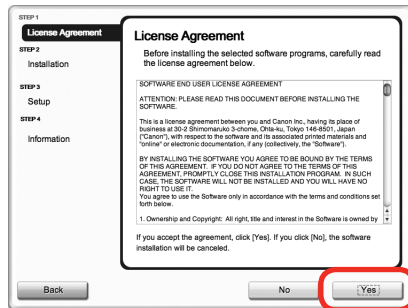 STEP 1
License Agreement
STEP 2
Installation
STEP 3
Setup
STEP 4
Information
License Agreement
Before installing the selected software programs, carefully read
the license agreement below.
SOFTWARE END USER LICENSE AGREEMENT
ATTENTION: PLEASE READ THIS DOCUMENT BEFORE INSTALLING THE
SOFTWARE.
This is a license agreement between you and Canon Inc., having its place of
business at 30-2 Shimomaruko 3-chome, Ohta-ku, Tokyo 146-8501, Japan
("Canon"), with respect to the software and its associated printed materials and
"online" or electronic documentation, if any (collectively, the "Software").
BY INSTALLING THE SOFTWARE YOU AGREE TO BE BOUND BY THE TERMS
OF THIS AGREEMENT. IF YOU DO NOT AGREE TO THE TERMS OF THIS
AGREEMENT, PROMPTLY CLOSE THIS INSTALLATION PROGRAM. IN SUCH
CASE, THE SOFTWARE WILL NOT BE INSTALLED AND YOU WILL HAVE NO
RIGHT TO USE IT.
You agree to use the Software only in accordance with the terms and conditions set
forth below.
1. Ownership and Copyright: All right, title and interest in the Software is owned by
If you accept the agreement, click [Yes]. If you click [No], the software
installation will be canceled.
Back
No
Yes